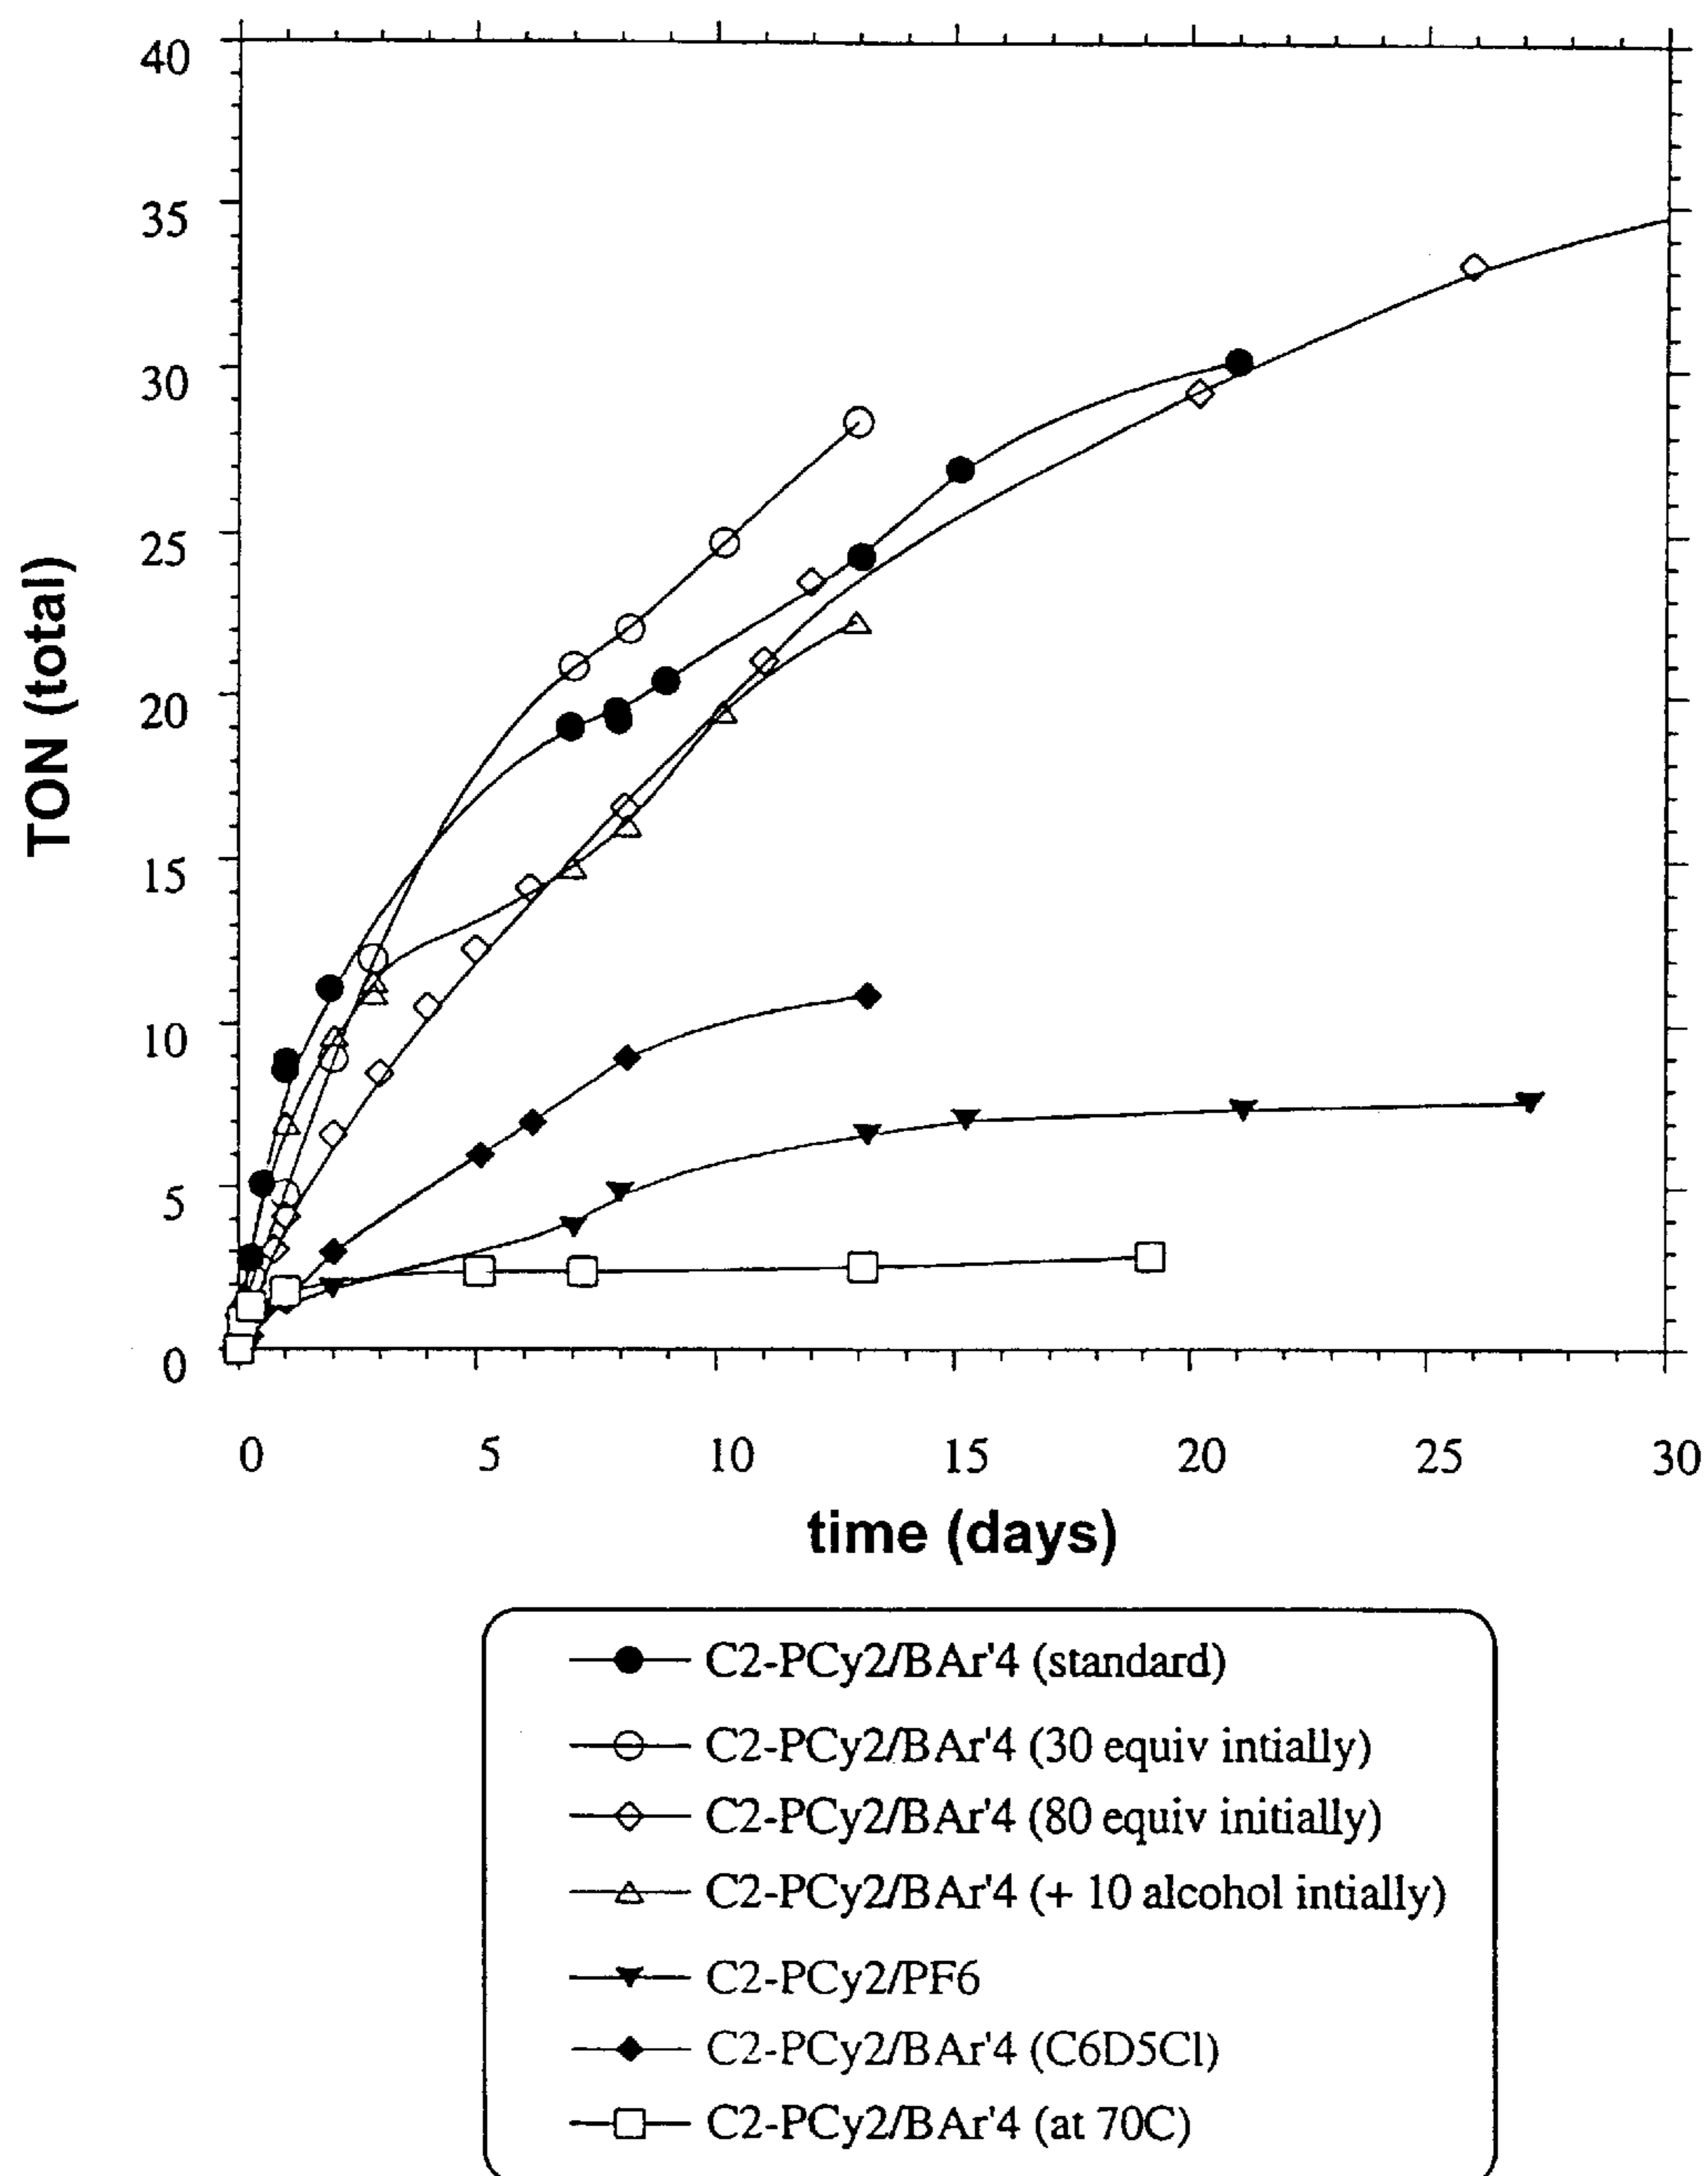 40
35
30
25
20
15
10
5
0
TON (total)
0 5 10 15 20 25 30
time (days)
C2-PCy2/BAr'4 (standard)
C2-PCy2/BAr'4 (30 equiv intially)
C2-PCy2/BAr'4 (80 equiv initially)
C2-PCy2/BAr'4 (+ 10 alcohol intially)
C2-PCy2/PF6
C2-PCy2/BAr'4 (C6D5Cl)
C2-PCy2/BAr'4 (at 70C)